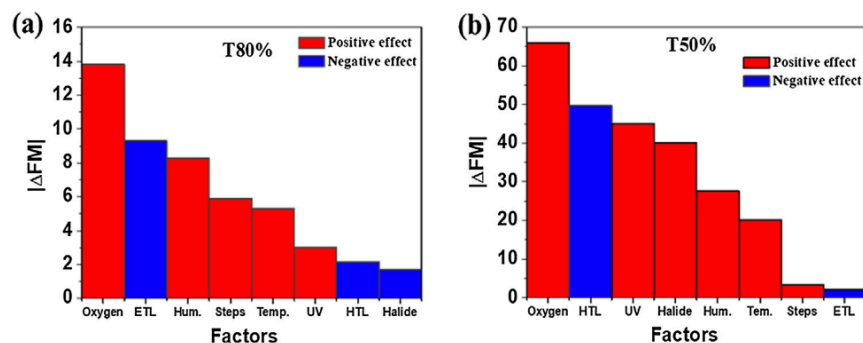 (a)
T80%
Positive effect
Negative effect
|ΔFM|
16
14
12
10
8
6
4
2
0
Oxygen ETL Hum. Steps Temp. UV HTL Halide
Factors
(b)
T50%
Positive effect
Negative effect
|ΔFM|
70
60
50
40
30
20
10
0
Oxygen HTL UV Halide Hum. Tem. Steps ETL
Factors